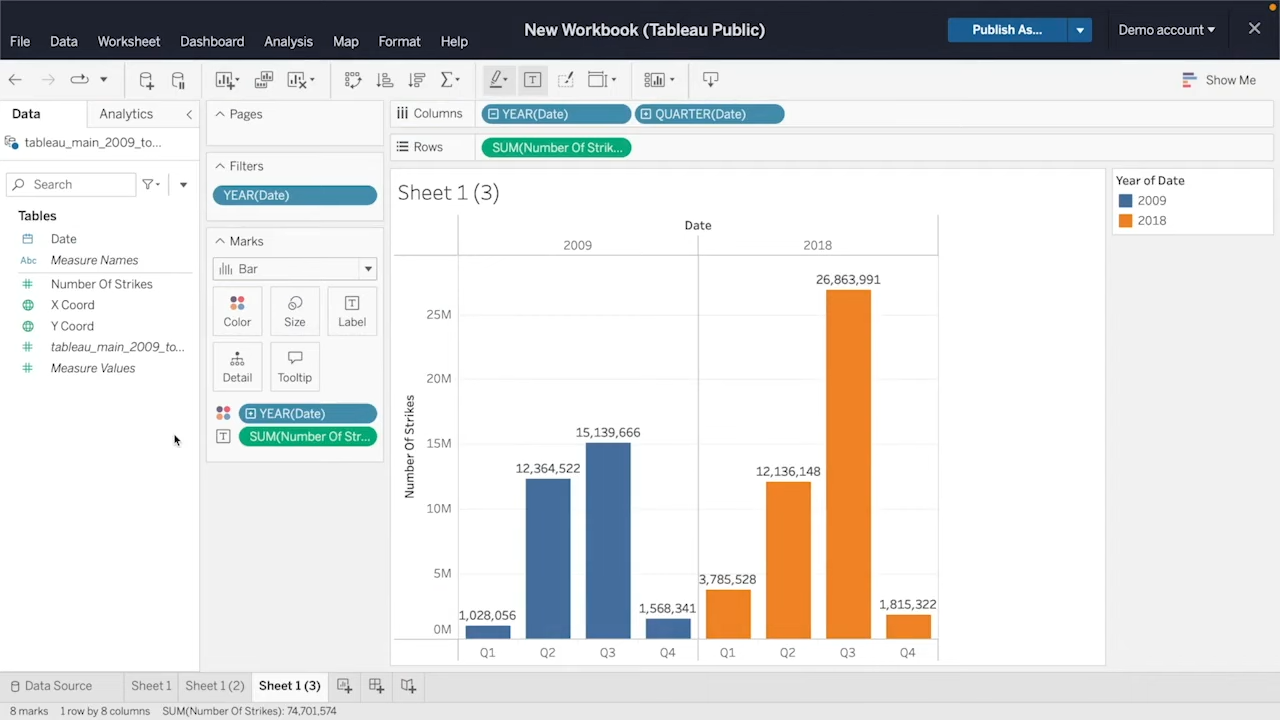 New Workbook (Tableau Public)
Publish As...
Demo account
File Data Worksheet Dashboard Analysis Map Format Help
Show Me
Data Analytics
tableau_main_2009_to...
Search
Tables
Date
Abc Measure Names
Number Of Strikes
X Coord
Y Coord
tableau_main_2009_to...
Measure Values
Pages
Filters
YEAR(Date)
Marks
Bar
Color Size Label
Detail Tooltip
YEAR(Date)
SUM(Number Of Str...
Columns YEAR(Date) QUARTER(Date)
Rows SUM(Number Of Strik...
Sheet 1 (3)
Date
2009 2018
Number Of Strikes
25M
20M
15M
10M
5M
0M
1,028,056
12,364,522
15,139,666
1,568,341
3,785,528
12,136,148
26,863,991
1,815,322
Q1 Q2 Q3 Q4 Q1 Q2 Q3 Q4
Year of Date
2009
2018
Data Source Sheet 1 Sheet 1 (2) Sheet 1 (3)
8 marks 1 row by 8 columns SUM(Number Of Strikes): 74,701,574